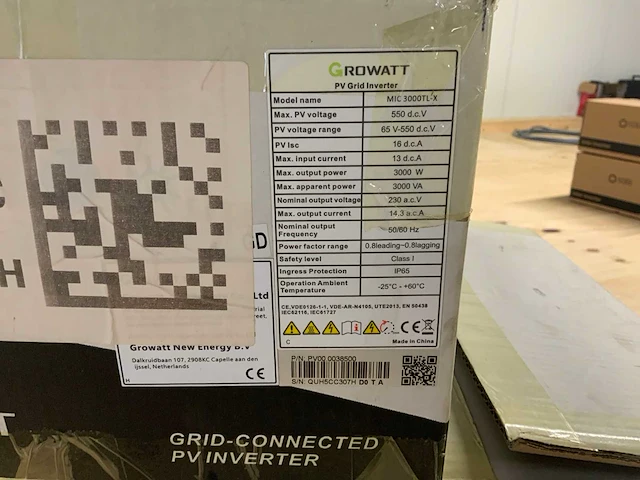 GROWATT
PV Grid Inverter
Model name MIC 3000TL-X
Max. PV voltage 550 d.c.V
PV voltage range 65 V-550 d.c.V
PV Isc 16 d.c.A
Max. input current 13 d.c.A
Max. output power 3000 W
Max. apparent power 3000 VA
Nominal output voltage 230 a.c.V
Max. output current 14.3 a.c.A
Nominal output Frequency 50/60 Hz
Power factor range 0.8leading~0.8lagging
Safety level Class I
Ingress Protection IP65
Operation Ambient Temperature -25°C - +60°C
CE,VDE0126-1-1, VDE-AR-N4105, UTE2013, EN 50438
IEC62116, IEC61727
C Made in China
P/N: PV00.0036500
S/N: QUH5CC307H D0 T A
Ltd
Growatt New Energy B.V
Dalkruidbaan 107, 2908XC Capelle aan den
Ijssel, Netherlands
H CE
GRID-CONNECTED
PV INVERTER